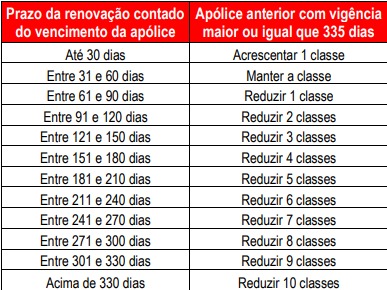 Prazo da renovação contado do vencimento da apólice | Apólice anterior com vigência maior ou igual que 335 dias
Até 30 dias | Acrescentar 1 classe
Entre 31 e 60 dias | Manter a classe
Entre 61 e 90 dias | Reduzir 1 classe
Entre 91 e 120 dias | Reduzir 2 classes
Entre 121 e 150 dias | Reduzir 3 classes
Entre 151 e 180 dias | Reduzir 4 classes
Entre 181 e 210 dias | Reduzir 5 classes
Entre 211 e 240 dias | Reduzir 6 classes
Entre 241 e 270 dias | Reduzir 7 classes
Entre 271 e 300 dias | Reduzir 8 classes
Entre 301 e 330 dias | Reduzir 9 classes
Acima de 330 dias | Reduzir 10 classes